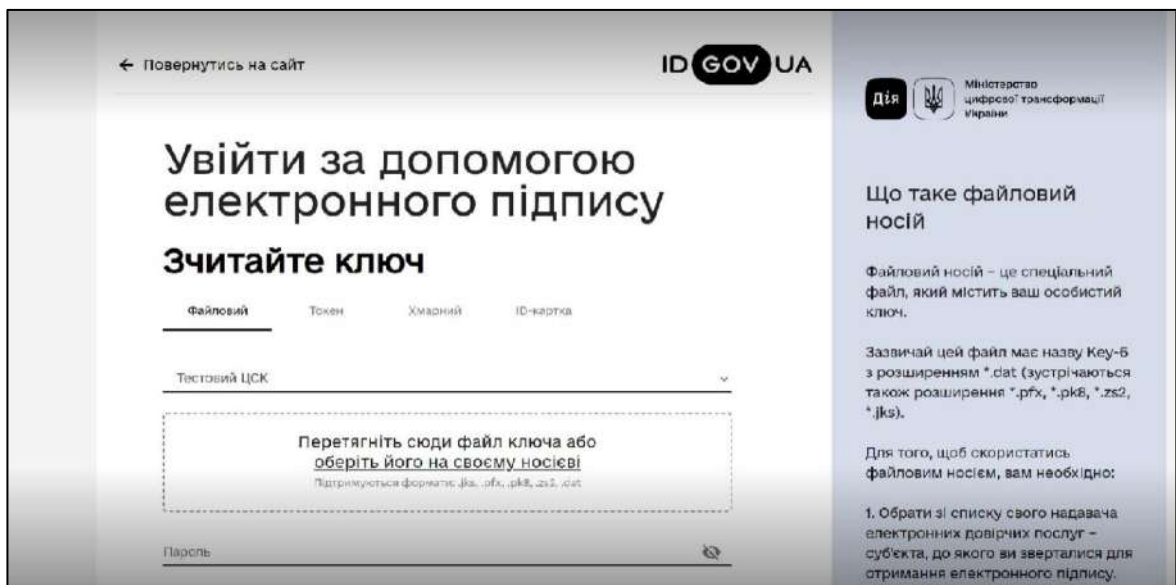 ← Повернутись на сайт
ID GOV UA
Увійти за допомогою
електронного підпису
Зчитайте ключ
Файловий Токен Хмарний ID-картка
Тестовий ЦСК
Перетягніть сюди файл ключа або
оберіть його на своєму носієві
Підтримуються формати: .jks, .pfx, .pk8, .zs2, .dat
Пароль
Дія
Міністерство
цифрової трансформації
України
Що таке файловий
носій
Файловий носій – це спеціальний
файл, який містить ваш особистий
ключ.
Зазвичай цей файл має назву Key-6
з розширенням *.dat (зустрічаються
також розширення *.pfx, *.pk8, *.zs2,
*.jks).
Для того, щоб скористатись
файловим носієм, вам необхідно:
1. Обрати зі списку свого надавача
електронних довірчих послуг –
суб'єкта, до якого ви зверталися для
отримання електронного підпису.